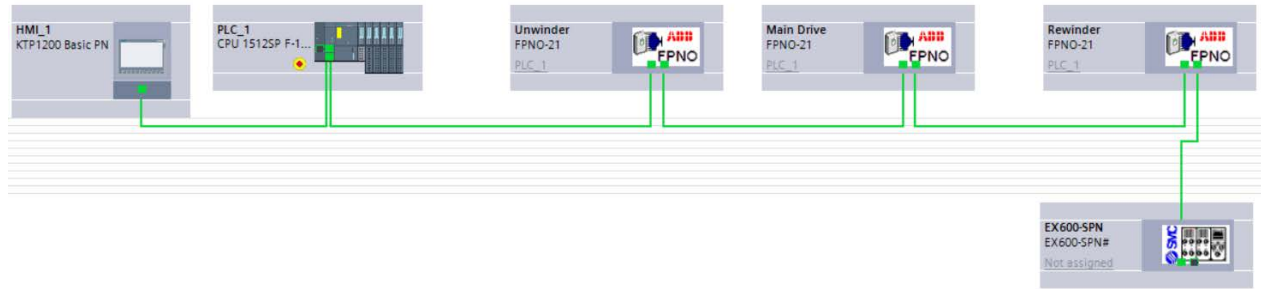 HMI_1
KTP1200 Basic PN
PLC_1
CPU 1512SP F-1...
Unwinder
FPNO-21
PLC_1
ABB
FPNO
Main Drive
FPNO-21
PLC_1
ABB
FPNO
Rewinder
FPNO-21
PLC_1
ABB
FPNO
EX600-SPN
EX600-SPN#
Not assigned
SMC